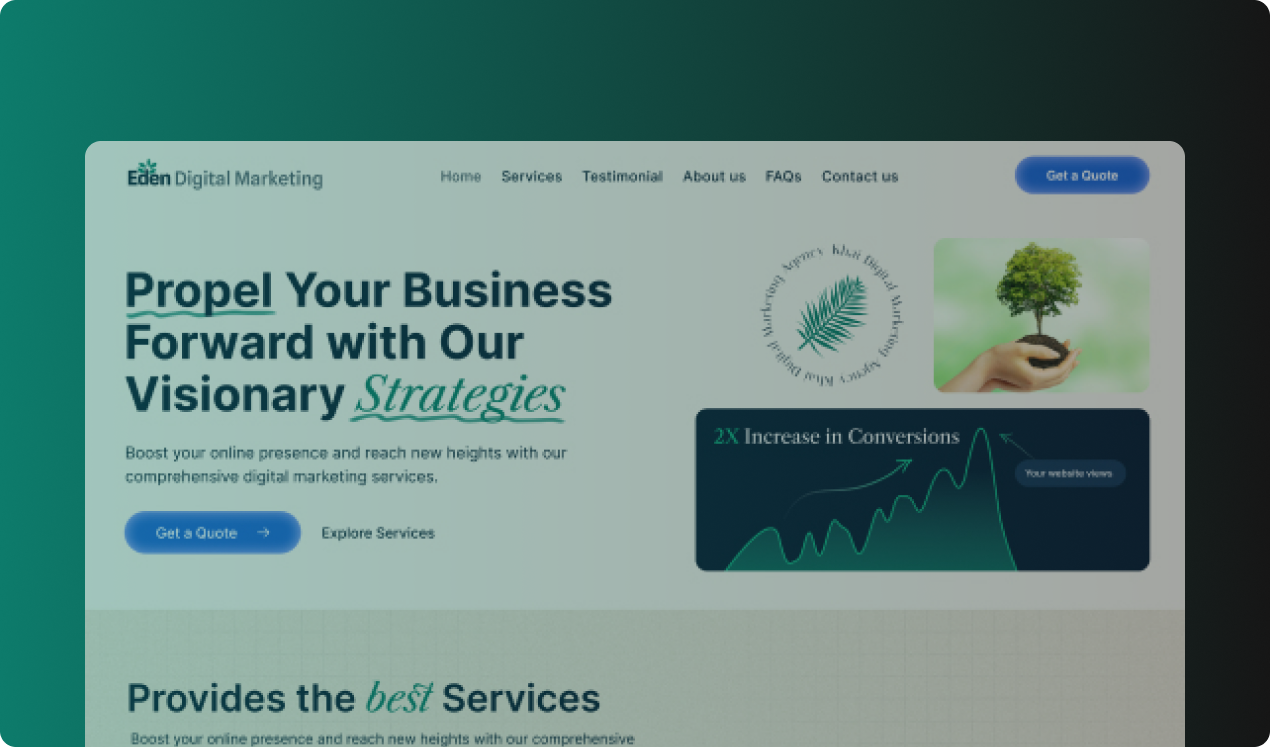 Eden Digital Marketing
Home Services Testimonial About us FAQs Contact us
Get a Quote
Propel Your Business
Forward with Our
Visionary Strategies
Boost your online presence and reach new heights with our
comprehensive digital marketing services.
Get a Quote →
Explore Services
Khai Digital Marketing Agency Khai Digital Marketing Agency
2X Increase in Conversions
Your website views
Provides the best Services
Boost your online presence and reach new heights with our comprehensive